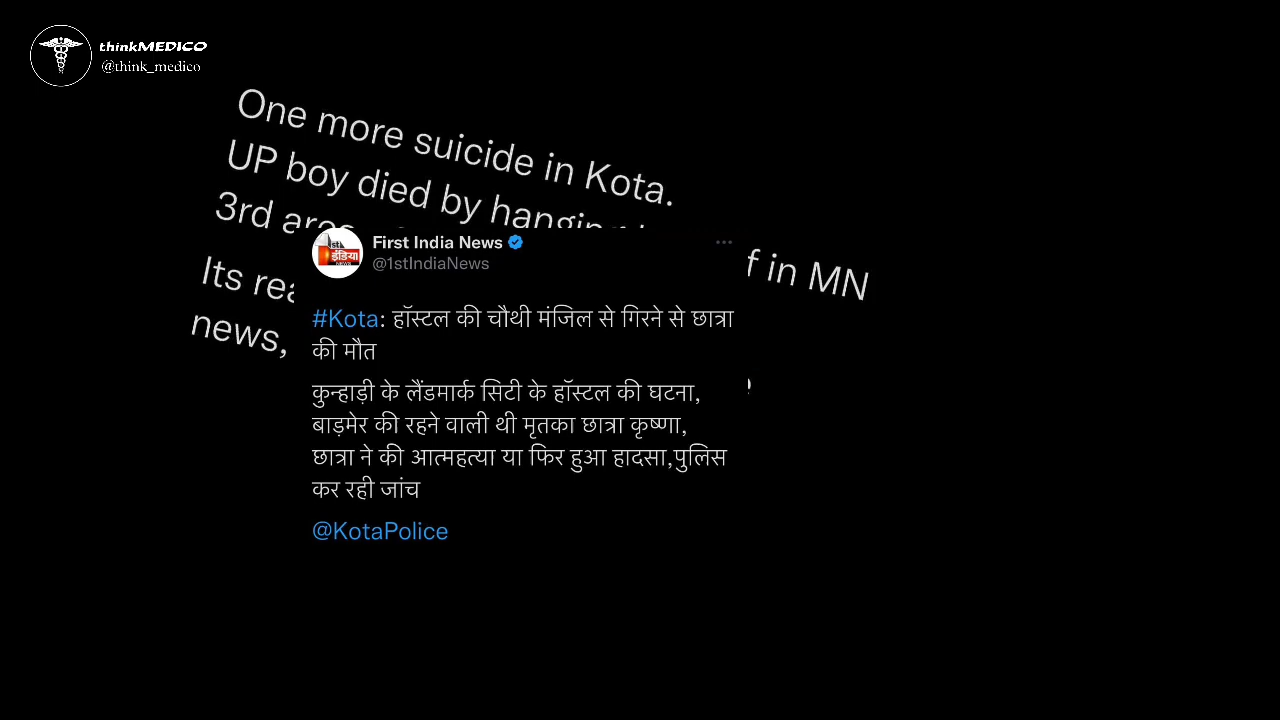 thinkMEDICO
@think_medico
One more suicide in Kota.
UP boy died by hanging
3rd
f in MN
Its
news,
First India News
@1stIndiaNews
#Kota: हॉस्टल की चौथी मंजिल से गिरने से छात्रा
की मौत
कुन्हाड़ी के लैंडमार्क सिटी के हॉस्टल की घटना,
बाड़मेर की रहने वाली थी मृतका छात्रा कृष्णा,
छात्रा ने की आत्महत्या या फिर हुआ हादसा,पुलिस
कर रही जांच
@KotaPolice